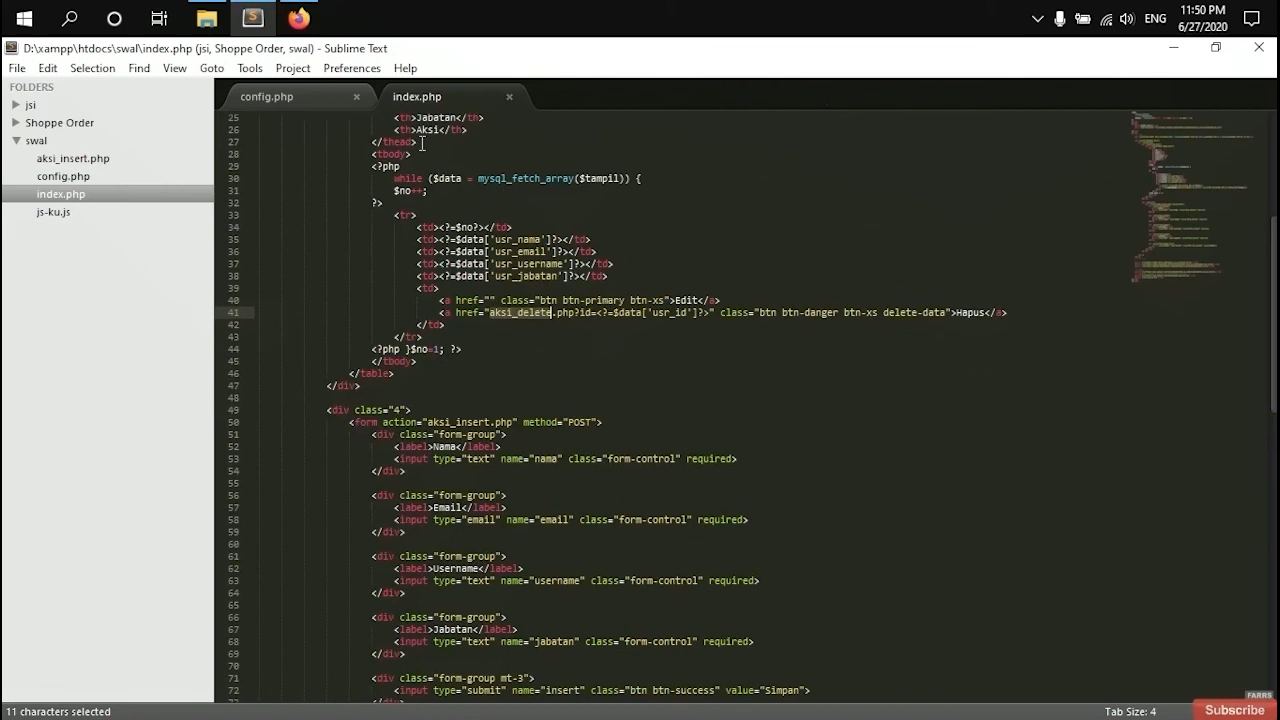 11:50 PM
ENG
6/27/2020
D:\xampp\htdocs\swal\index.php (jsi, Shoppe Order, swal) - Sublime Text
File Edit Selection Find View Goto Tools Project Preferences Help
FOLDERS
jsi
Shoppe Order
swal
aksi_insert.php
config.php
index.php
js-ku.js
config.php
index.php
25 <th>Jabatan</th>
26 <th>Aksi</th>
27 </thead>
28 <tbody>
29 <?php
30 while ($data = mysql_fetch_array($tampil)) {
31 $no++;
32 ?>
33 <tr>
34 <td><?=$no?></td>
35 <td><?=$data['usr_nama']?></td>
36 <td><?=$data['usr_email']?></td>
37 <td><?=$data['usr_username']?></td>
38 <td><?=$data['usr_jabatan']?></td>
39 <td>
40 <a href="" class="btn btn-primary btn-xs">Edit</a>
41 <a href="aksi_delete.php?id=<?=$data['usr_id']?>" class="btn btn-danger btn-xs delete-data">Hapus</a>
42 </td>
43 </tr>
44 <?php }$no=1; ?>
45 </tbody>
46 </table>
47 </div>
48
49 <div class="4">
50 <form action="aksi_insert.php" method="POST">
51 <div class="form-group">
52 <label>Nama</label>
53 <input type="text" name="nama" class="form-control" required>
54 </div>
55
56 <div class="form-group">
57 <label>Email</label>
58 <input type="email" name="email" class="form-control" required>
59 </div>
60
61 <div class="form-group">
62 <label>Username</label>
63 <input type="text" name="username" class="form-control" required>
64 </div>
65
66 <div class="form-group">
67 <label>Jabatan</label>
68 <input type="text" name="jabatan" class="form-control" required>
69 </div>
70
71 <div class="form-group mt-3">
72 <input type="submit" name="insert" class="btn btn-success" value="Simpan">
FARRS
Subscribe
11 characters selected
Tab Size: 4